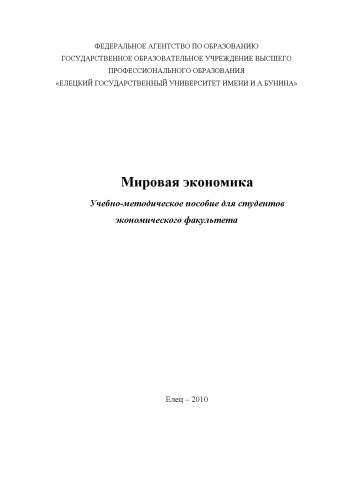 ФЕДЕРАЛЬНОЕ АГЕНТСТВО ПО ОБРАЗОВАНИЮ
ГОСУДАРСТВЕННОЕ ОБРАЗОВАТЕЛЬНОЕ УЧРЕЖДЕНИЕ ВЫСШЕГО
ПРОФЕССИОНАЛЬНОГО ОБРАЗОВАНИЯ
«ЕЛЕЦКИЙ ГОСУДАРСТВЕННЫЙ УНИВЕРСИТЕТ ИМЕНИ И.А.БУНИНА»
Мировая экономика
Учебно-методическое пособие для студентов
экономического факультета
Елец – 2010